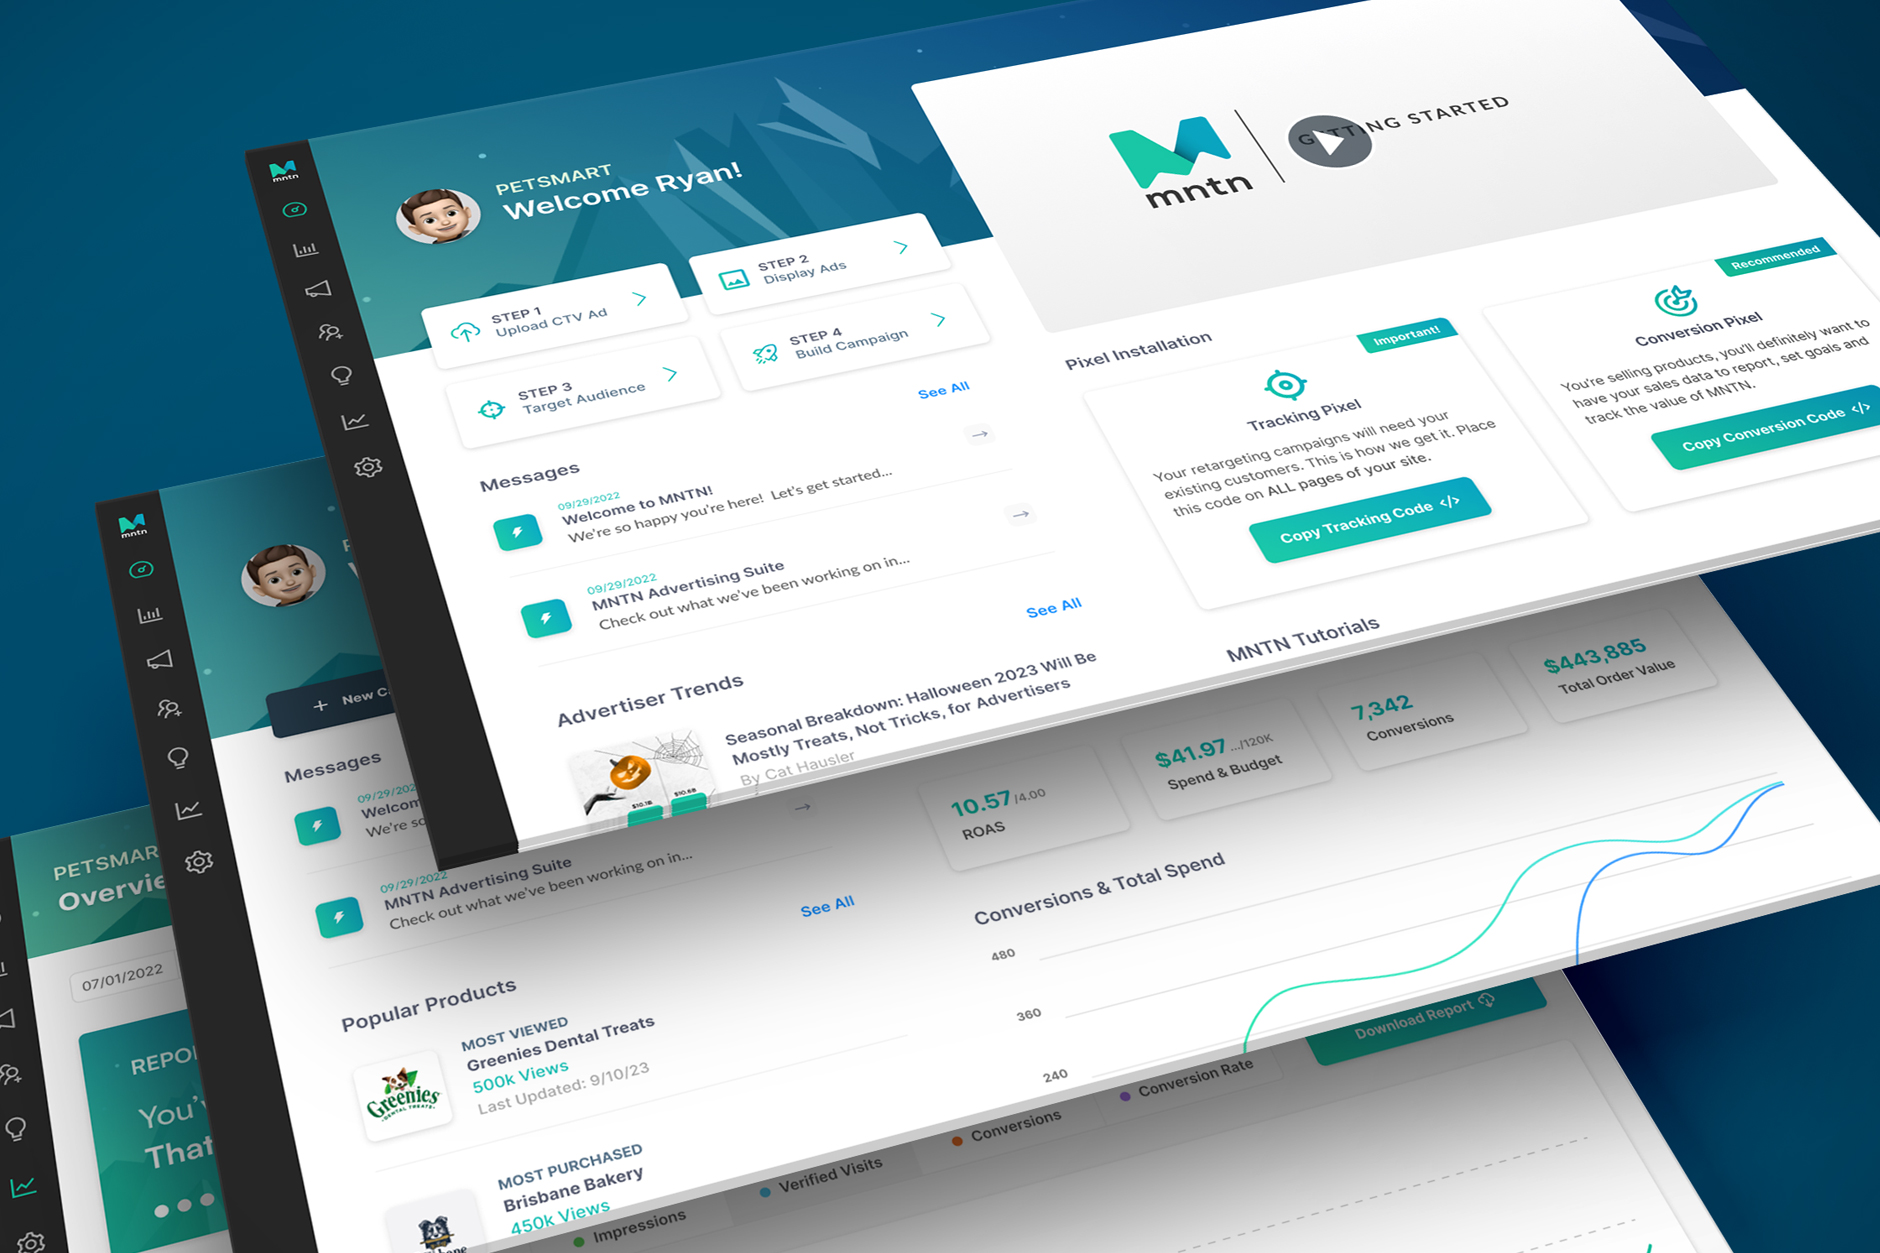 mntn
PETSMART
Welcome Ryan!
mntn
GETTING STARTED
STEP 1
Upload CTV Ad
STEP 2
Display Ads
STEP 3
Target Audience
STEP 4
Build Campaign
See All
Messages
09/29/2022
Welcome to MNTN!
We're so happy you're here! Let's get started...
09/29/2022
MNTN Advertising Suite
Check out what we've been working on in...
See All
Advertiser Trends
Seasonal Breakdown: Halloween 2023 Will Be
Mostly Treats, Not Tricks, for Advertisers
By Cat Hausler
$10.1B
$10.6B
Pixel Installation
Important!
Tracking Pixel
Your retargeting campaigns will need your
existing customers. This is how we get it. Place
this code on ALL pages of your site.
Copy Tracking Code </>
Recommended
Conversion Pixel
You're selling products, you'll definitely want to
have your sales data to report, set goals and
track the value of MNTN.
Copy Conversion Code </>
MNTN Tutorials
mntn
New
Messages
09/29/202
Welcom
We're so
09/29/2022
MNTN Advertising Suite
Check out what we've been working on in...
See All
Popular Products
MOST VIEWED
Greenies Dental Treats
500k Views
Last Updated: 9/10/23
Greenies
DENTAL TREATS
MOST PURCHASED
Brisbane Bakery
450k Views
10.57/4.00
ROAS
$41.97 .../120K
Spend & Budget
7,342
Conversions
$443,885
Total Order Value
Conversions & Total Spend
480
360
240
PETSMAR
Overvie
07/01/2022
REPO
You'
That
Download Report
Impressions
Verified Visits
Conversions
Conversion Rate